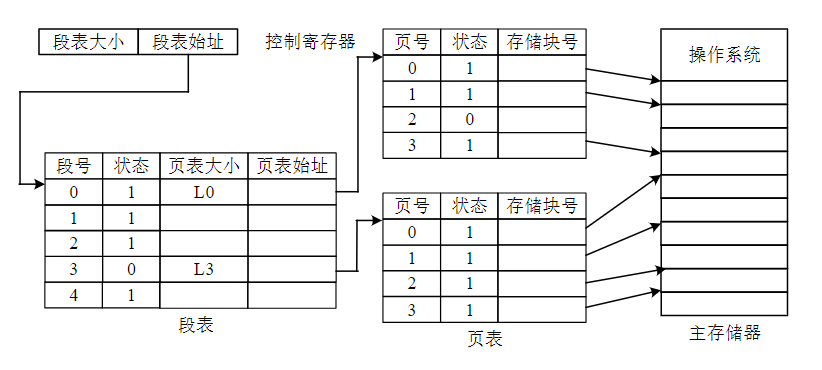 段表大小 段表始址 控制寄存器
段号 状态 页表大小 页表始址
0 1 L0
1 1
2 1
3 0 L3
4 1
段表
页号 状态 存储块号
0 1
1 1
2 0
3 1
页号 状态 存储块号
0 1
1 1
2 1
3 1
页表
操作系统
主存储器